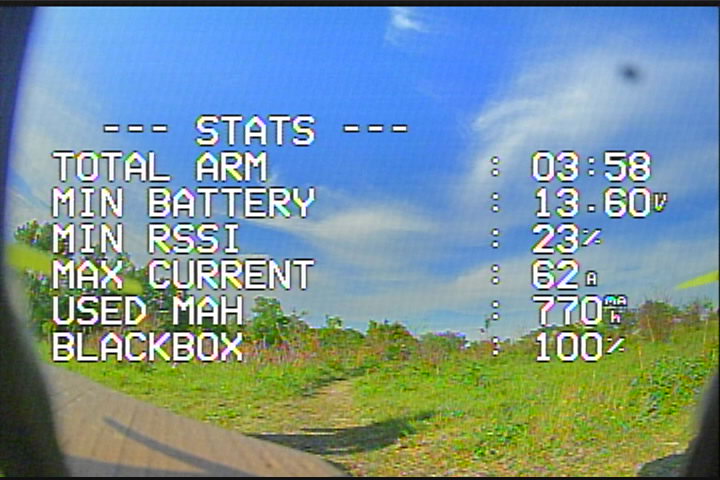 --- STATS ---
TOTAL ARM : 03:58
MIN BATTERY : 13.60V
MIN RSSI : 23%
MAX CURRENT : 62A
USED MAH : 770mAh
BLACKBOX : 100%